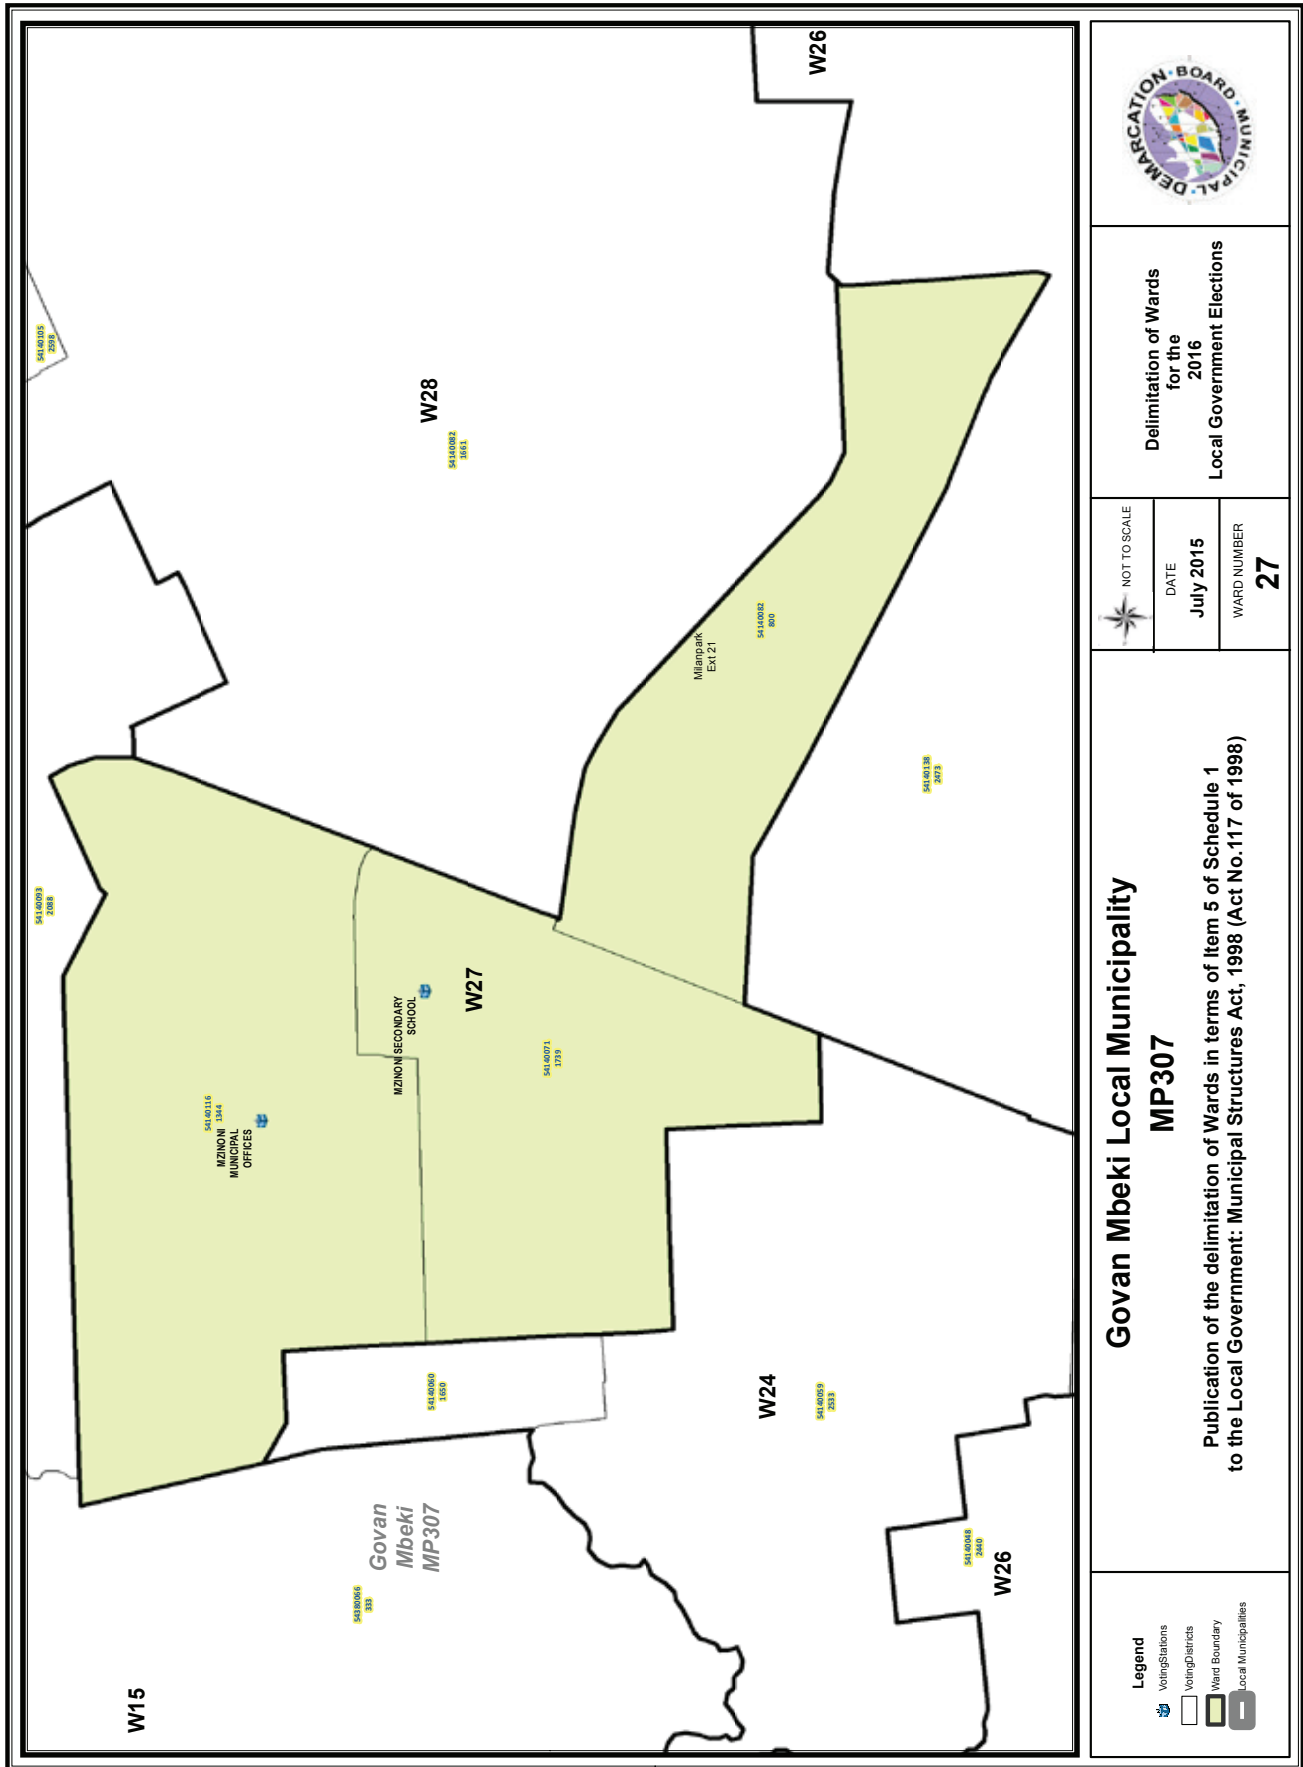 W15
54380066
333
Govan
Mbeki
MP307
W26
54140048
2440
W24
54140059
2533
54140060
1650
54140116
1344
MZINONI
MUNICIPAL
OFFICES
MZINONI SECONDARY
SCHOOL
W27
54140071
1739
54140093
2088
54140138
2473
Milanpark
Ext 21
54140082
800
W28
54140082
1661
54140105
2598
W26
Legend
VotingStations
VotingDistricts
Ward Boundary
Local Municipalities
Govan Mbeki Local Municipality
MP307
Publication of the delimitation of Wards in terms of Item 5 of Schedule 1
to the Local Government: Municipal Structures Act, 1998 (Act No.117 of 1998)
NOT TO SCALE
DATE
July 2015
WARD NUMBER
27
Delimitation of Wards
for the
2016
Local Government Elections
MUNICIPAL · DEMARCATION · BOARD ·